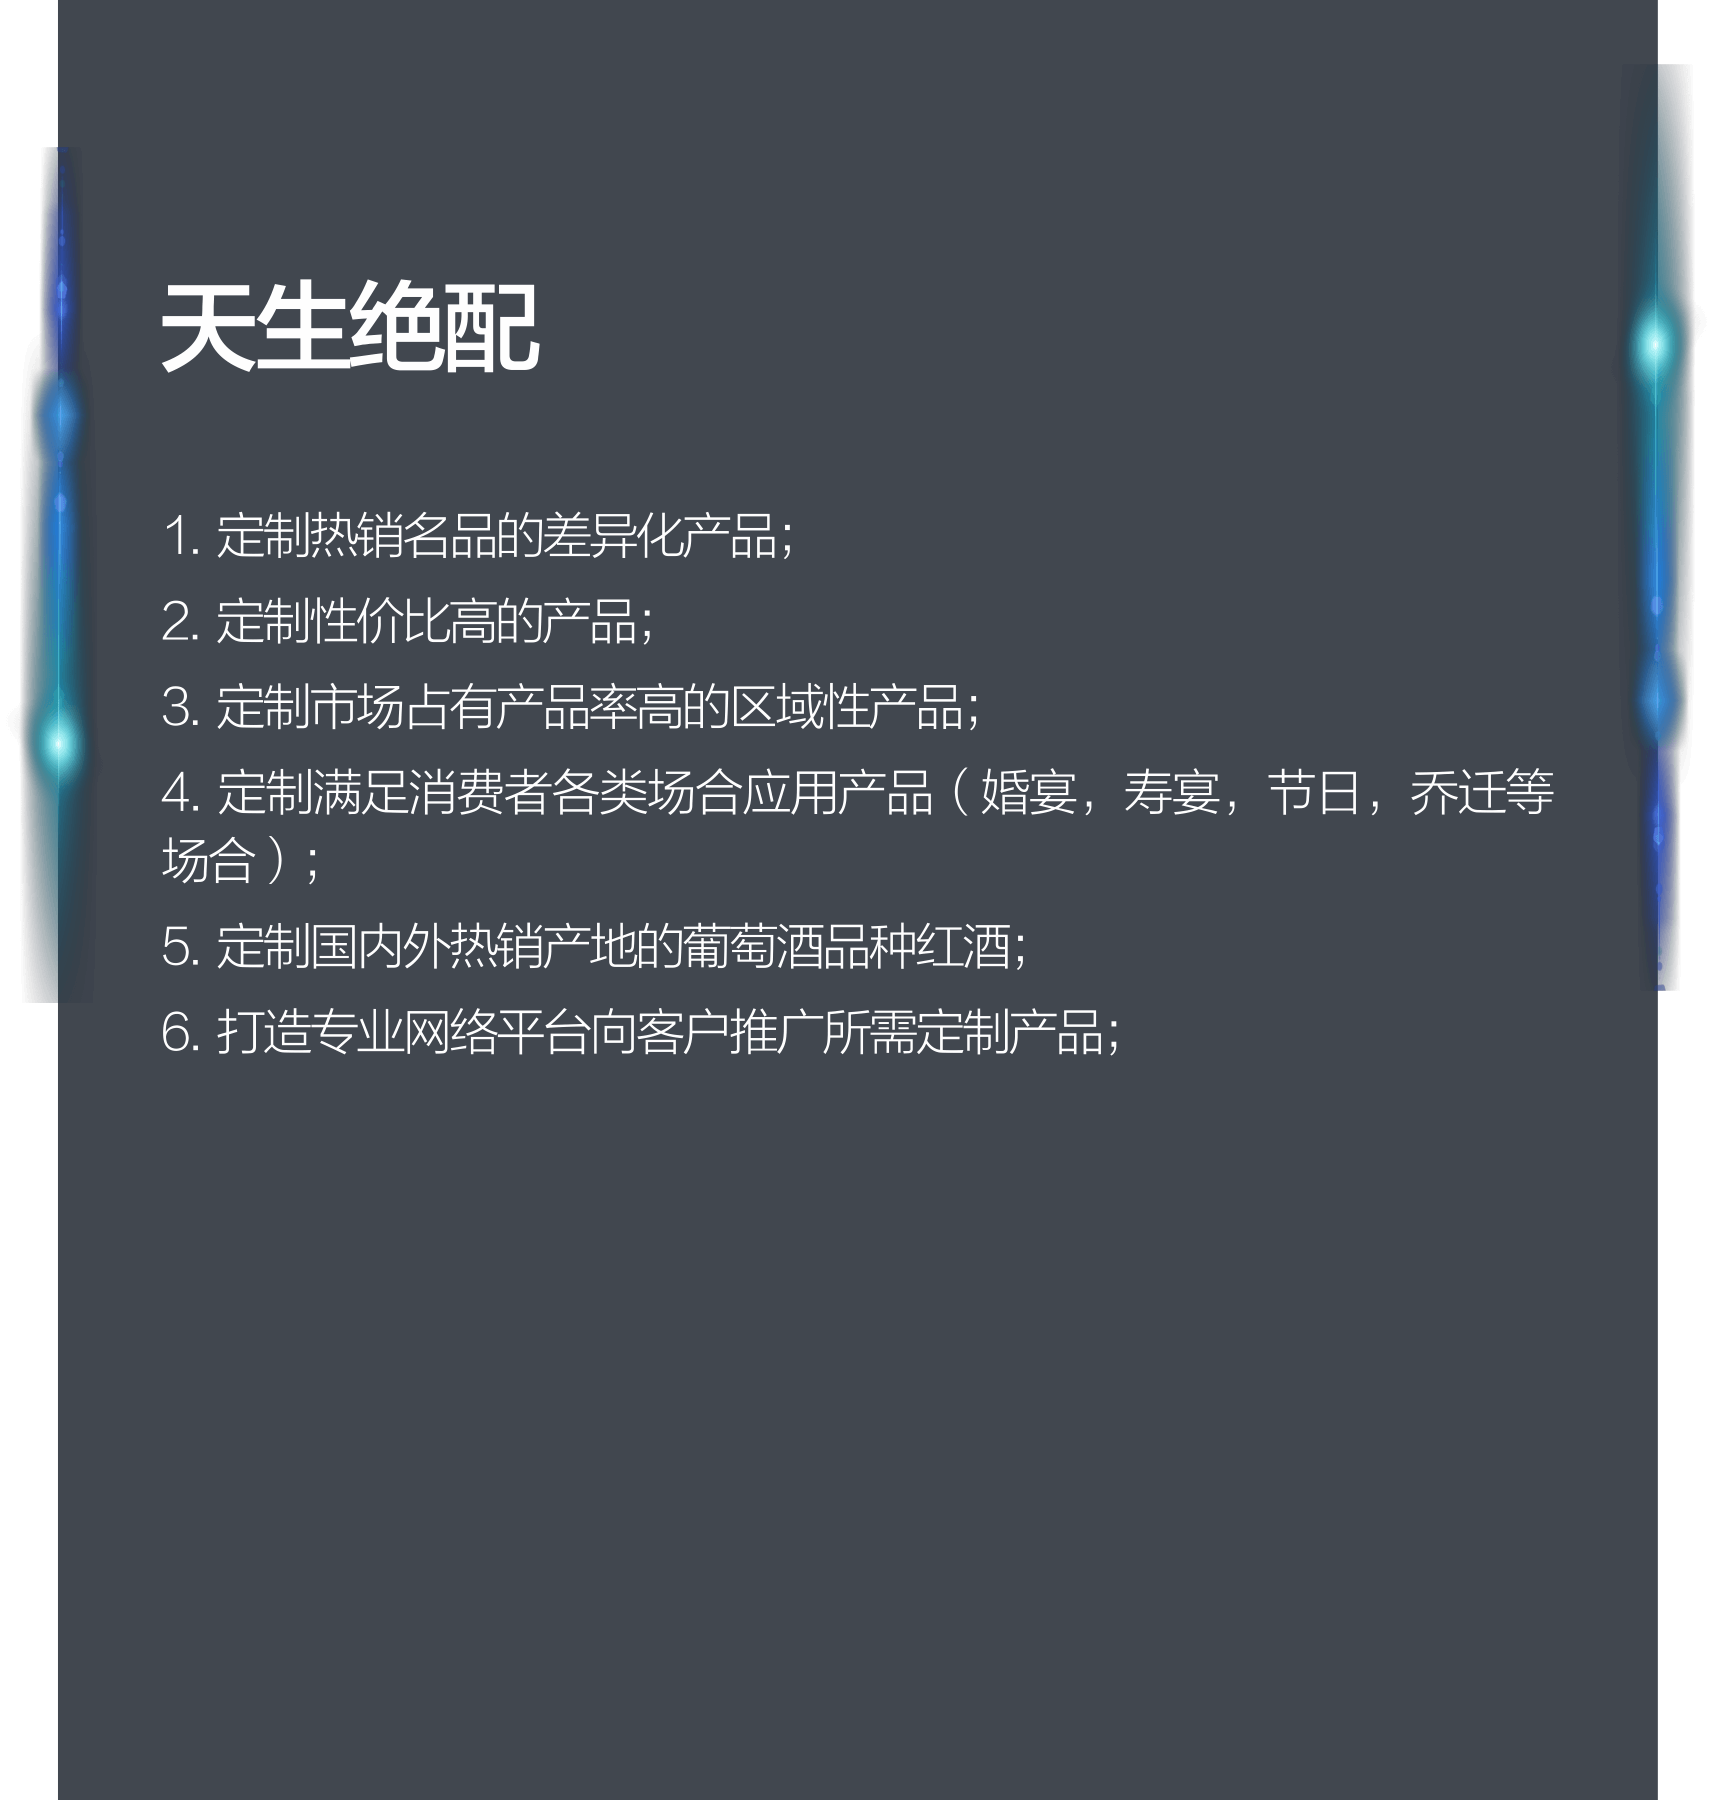 天生绝配
1. 定制热销名品的差异化产品；
2. 定制性价比高的产品；
3. 定制市场占有产品率高的区域性产品；
4. 定制满足消费者各类场合应用产品（婚宴，寿宴，节日，乔迁等
场合）；
5. 定制国内外热销产地的葡萄酒品种红酒；
6. 打造专业网络平台向客户推广所需定制产品；